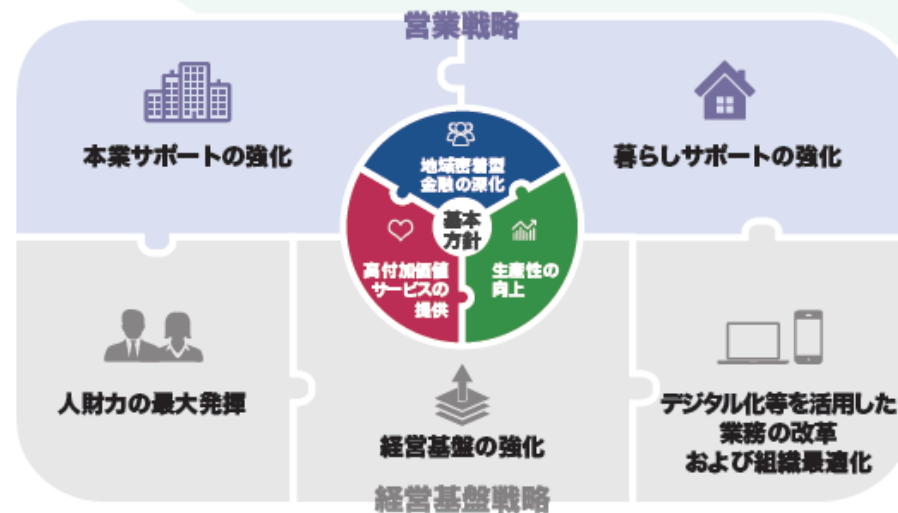 営業戦略
本業サポートの強化
暮らしサポートの強化
地域密着型
金融の深化
基本
方針
高付加価値
サービスの
提供
生産性の
向上
人財力の最大発揮
経営基盤の強化
デジタル化等を活用した
業務の改革
および組織最適化
経営基盤戦略